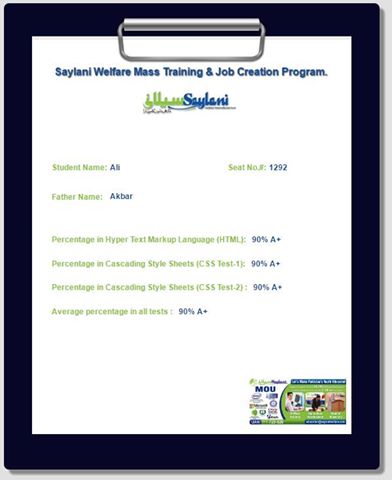 Saylani Welfare Mass Training & Job Creation Program.
سیلانی Saylani
Student Name: Ali Seat No.#: 1292
Father Name: Akbar
Percentage in Hyper Text Markup Language (HTML): 90% A+
Percentage in Cascading Style Sheets (CSS Test-1): 90% A+
Percentage in Cascading Style Sheets (CSS Test-2) : 90% A+
Average percentage in all tests : 90% A+
Saylani
MOU